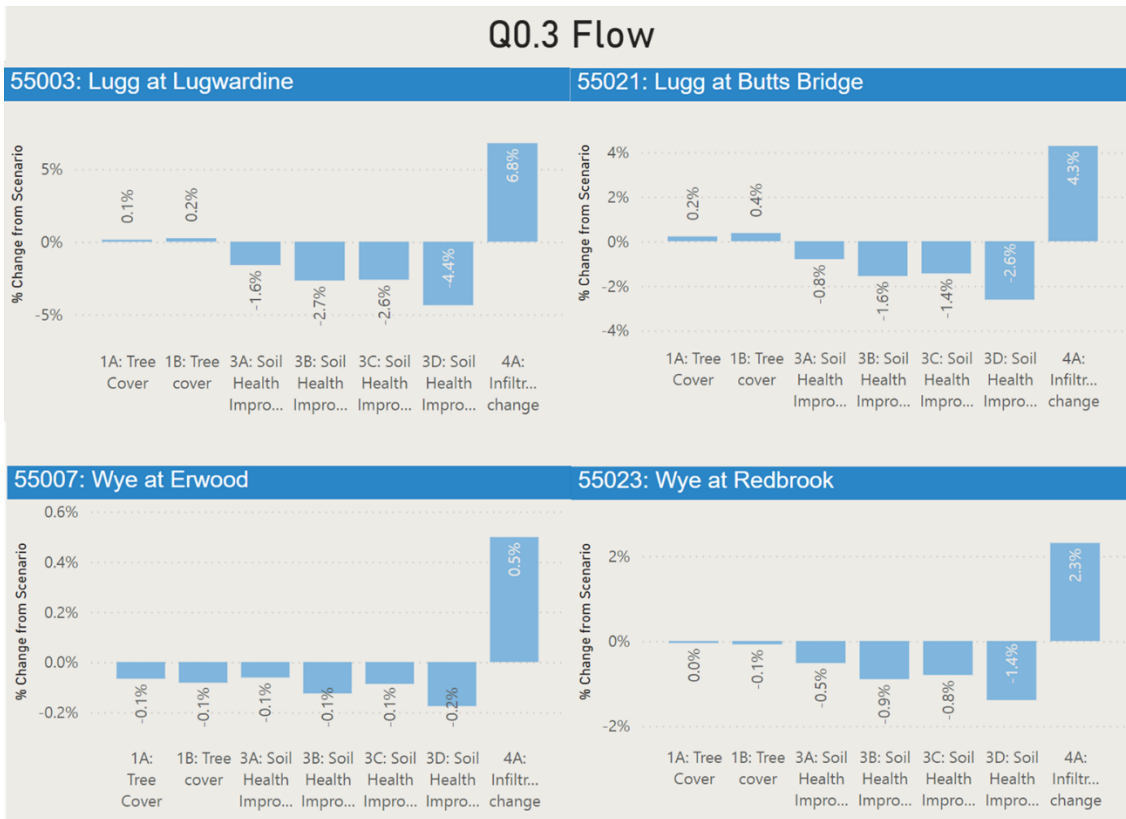 Q0.3 Flow
55003: Lugg at Lugwardine
% Change from Scenario
5%
0%
-5%
0.1%
0.2%
-1.6%
-2.7%
-2.6%
-4.4%
6.8%
1A: Tree 1B: Tree 3A: Soil 3B: Soil 3C: Soil 3D: Soil 4A:
Cover cover Health Health Health Health Infiltr...
Impro... Impro... Impro... Impro... change
55021: Lugg at Butts Bridge
% Change from Scenario
4%
2%
0%
-2%
-4%
0.2%
0.4%
-0.8%
-1.6%
-1.4%
-2.6%
4.3%
1A: Tree 1B: Tree 3A: Soil 3B: Soil 3C: Soil 3D: Soil 4A:
Cover cover Health Health Health Health Infiltr...
Impro... Impro... Impro... Impro... change
55007: Wye at Erwood
% Change from Scenario
0.6%
0.4%
0.2%
0.0%
-0.2%
-0.1%
-0.1%
-0.1%
-0.1%
-0.1%
-0.2%
0.5%
1A: 1B: Tree 3A: Soil 3B: Soil 3C: Soil 3D: Soil 4A:
Tree cover Health Health Health Health Infiltr...
Cover Impro... Impro... Impro... Impro... change
55023: Wye at Redbrook
% Change from Scenario
2%
0%
-2%
0.0%
-0.1%
-0.5%
-0.9%
-0.8%
-1.4%
2.3%
1A: Tree 1B: Tree 3A: Soil 3B: Soil 3C: Soil 3D: Soil 4A:
Cover cover Health Health Health Health Infiltr...
Impro... Impro... Impro... Impro... change